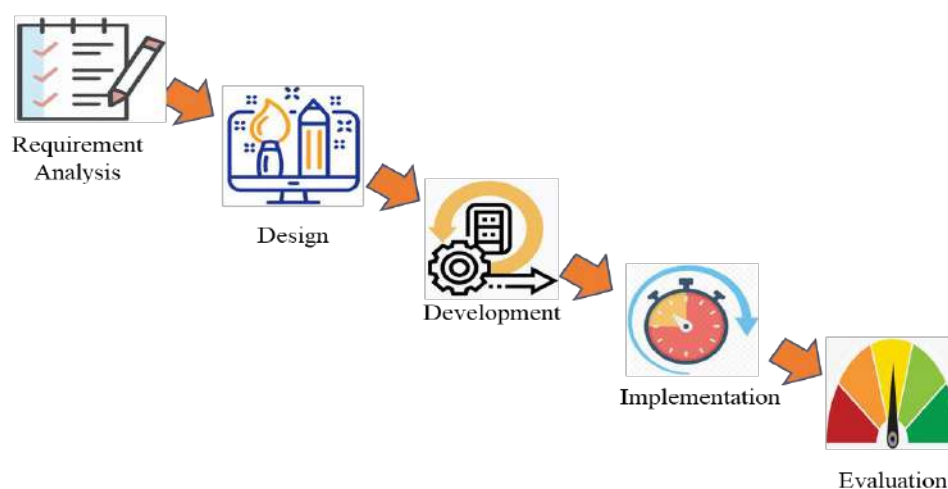 Requirement
Analysis
Design
Development
Implementation
Evaluation